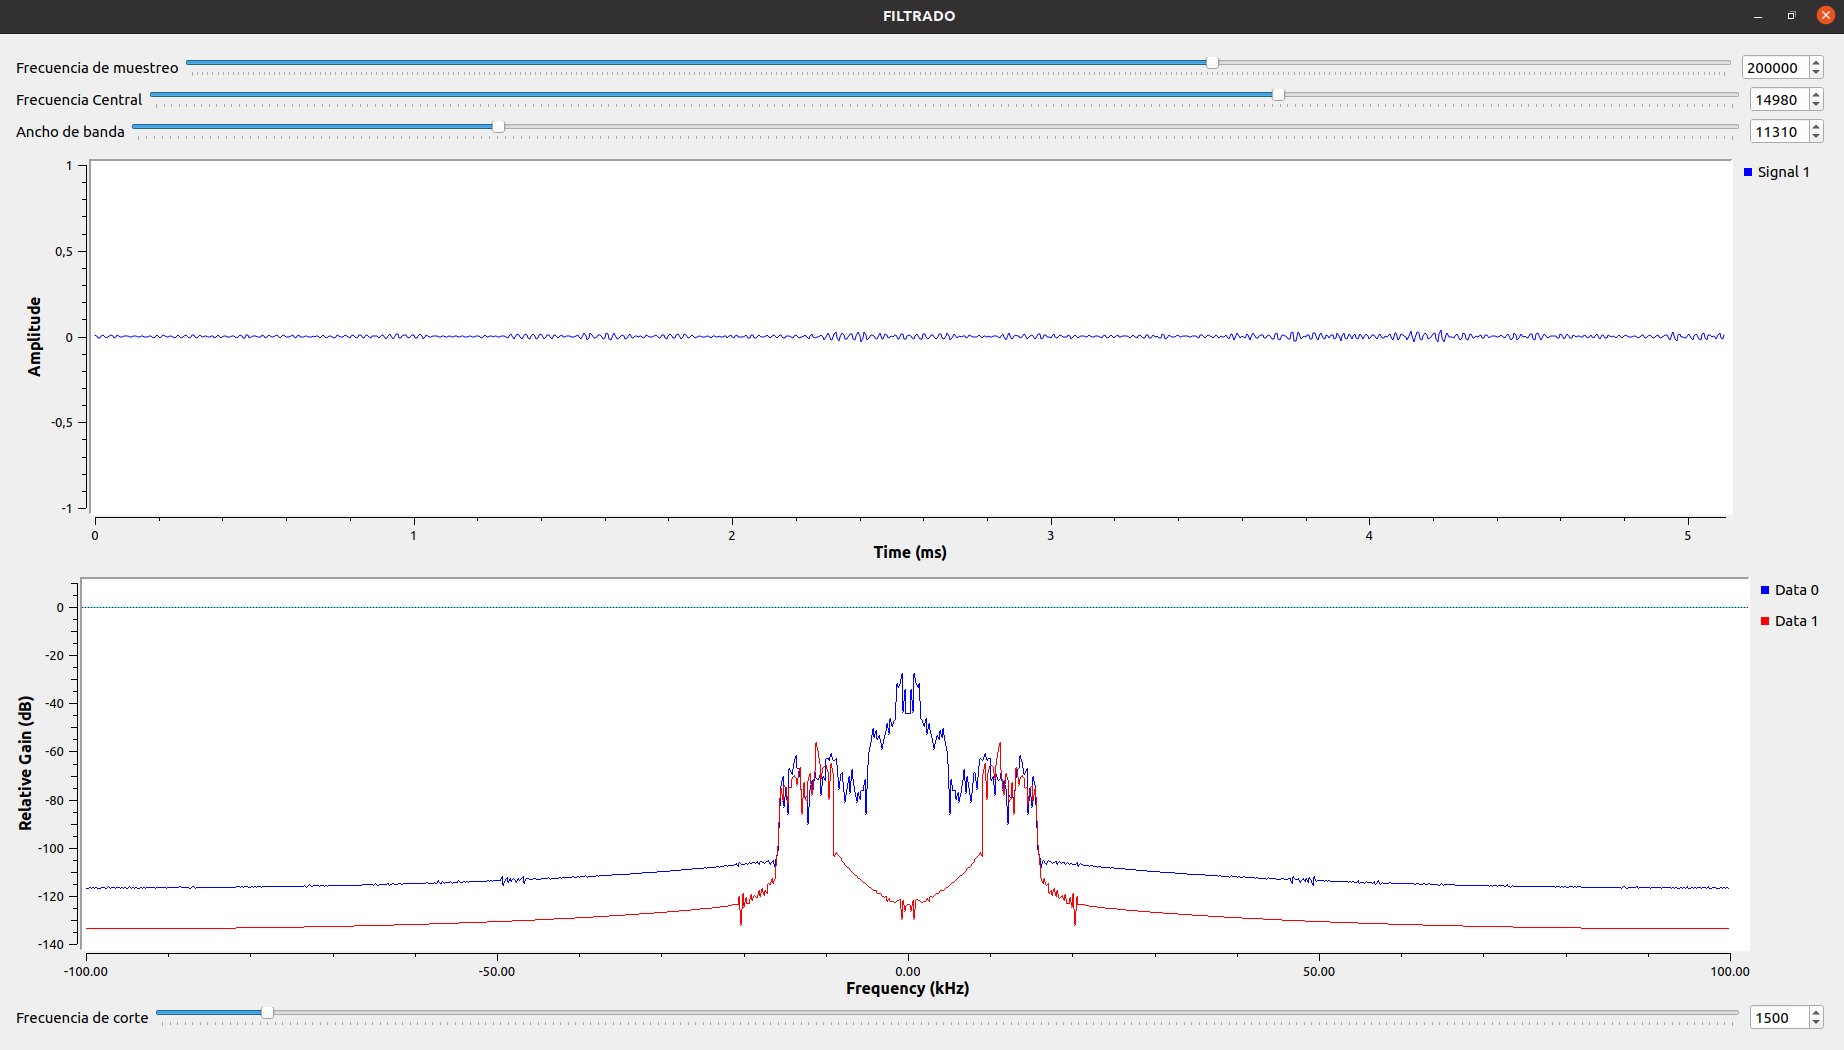 FILTRADO
Frecuencia de muestreo 200000
Frecuencia Central 14980
Ancho de banda 11310
1
0,5
0
-0,5
-1
Amplitude
0 1 2 3 4 5
Time (ms)
Signal 1
0
-20
-40
-60
-80
-100
-120
-140
Relative Gain (dB)
-100.00 -50.00 0.00 50.00 100.00
Frequency (kHz)
Data 0
Data 1
Frecuencia de corte 1500